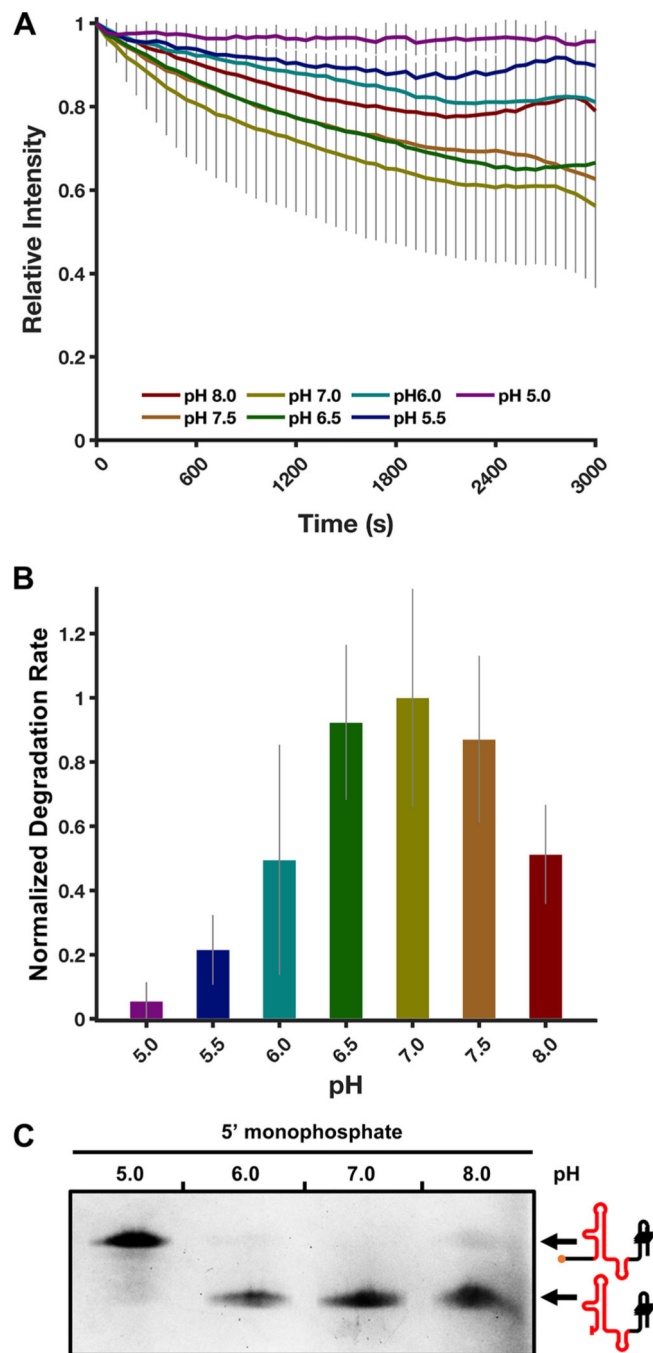 A
Relative Intensity
1
0.8
0.6
0.4
0.2
0
pH 8.0 pH 7.0 pH6.0 pH 5.0
pH 7.5 pH 6.5 pH 5.5
0 600 1200 1800 2400 3000
Time (s)
B
Normalized Degradation Rate
1.2
1
0.8
0.6
0.4
0.2
0
5.0 5.5 6.0 6.5 7.0 7.5 8.0
pH
C
5' monophosphate
5.0 6.0 7.0 8.0 pH